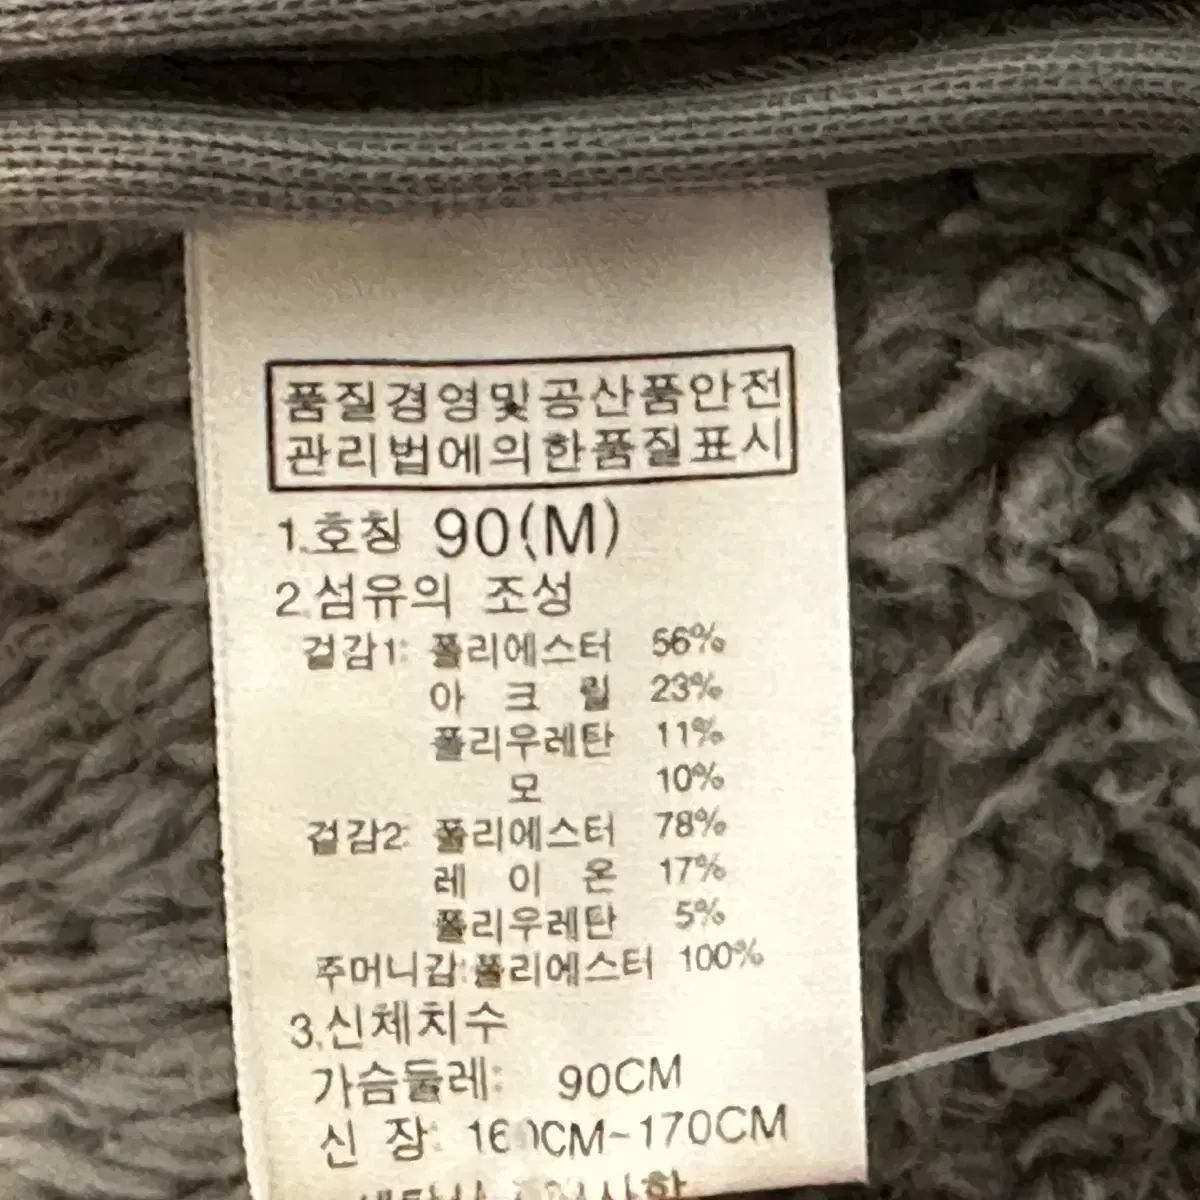 품질경영및공산품안전
관리법에의한품질표시
1.호칭 90(M)
2.섬유의 조성
겉감1: 폴리에스터 56%
아 크 릴 23%
폴리우레탄 11%
모 10%
겉감2: 폴리에스터 78%
레 이 온 17%
폴리우레탄 5%
주머니감:폴리에스터 100%
3.신체치수
가슴둘레: 90CM
신 장: 160CM~170CM